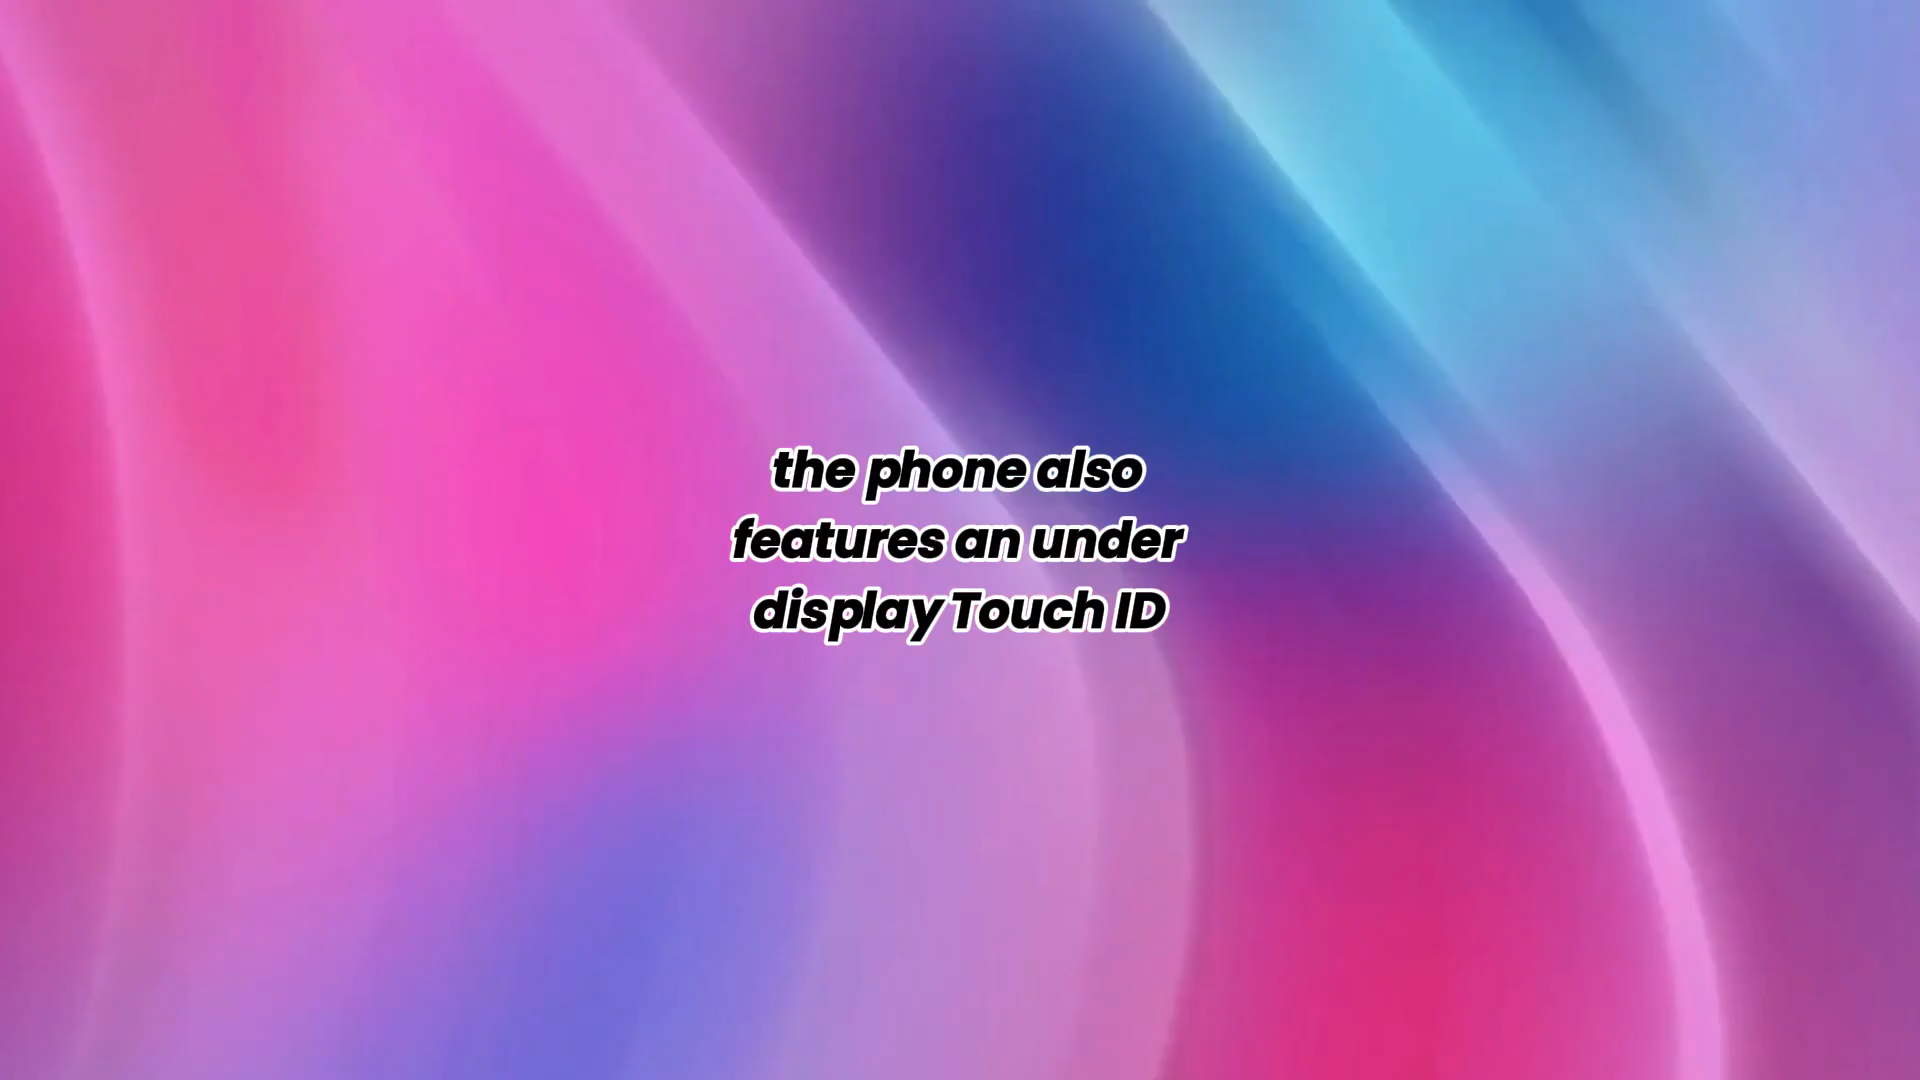 the phone also
features an under
display Touch ID